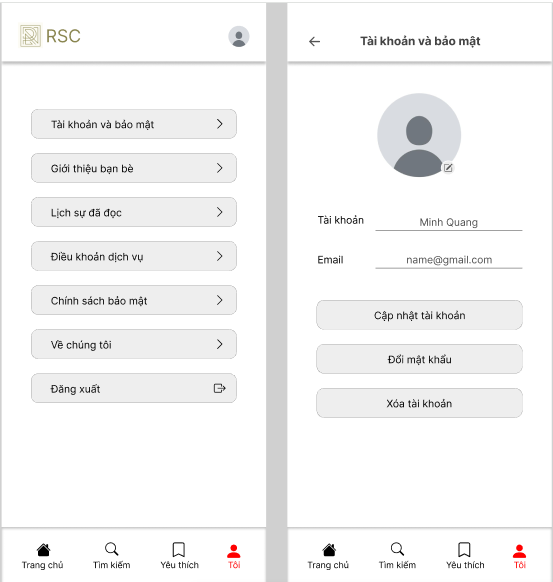 RSC
Tài khoản và bảo mật
Giới thiệu bạn bè
Lịch sự đã đọc
Điều khoản dịch vụ
Chính sách bảo mật
Về chúng tôi
Đăng xuất
Trang chủ
Tìm kiếm
Yêu thích
Tôi
Tài khoản và bảo mật
Tài khoản
Minh Quang
Email
name@gmail.com
Cập nhật tài khoản
Đổi mật khẩu
Xóa tài khoản
Trang chủ
Tìm kiếm
Yêu thích
Tôi